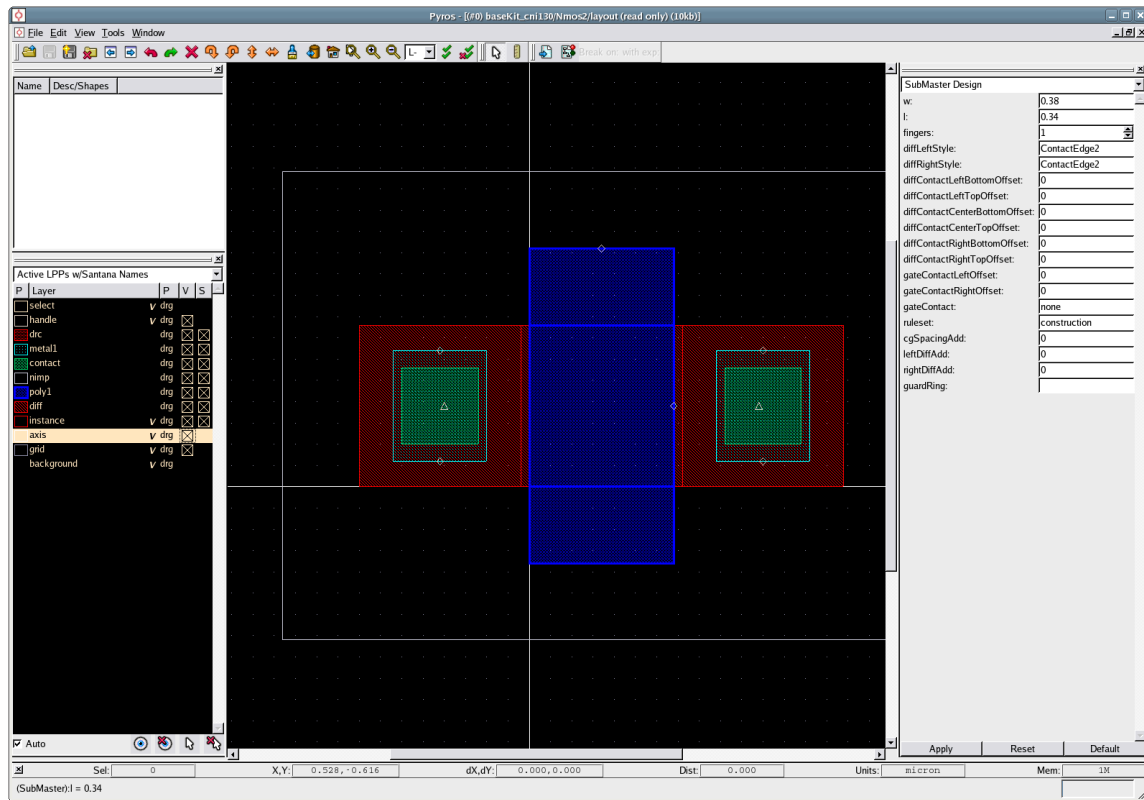 Pyros - [(#0) baseKit_cni130/Nmos2/layout (read only) (10kb)]
File Edit View Tools Window
L- Break on: with exp
Name Desc/Shapes
Active LPPs w/Santana Names
P Layer P V S
select v drg
handle v drg
drc drg
metal1 drg
contact drg
nimp drg
poly1 drg
diff drg
instance v drg
axis v drg
grid v drg
background v drg
Auto
SubMaster Design
w: 0.38
l: 0.34
fingers: 1
diffLeftStyle: ContactEdge2
diffRightStyle: ContactEdge2
diffContactLeftBottomOffset: 0
diffContactLeftTopOffset: 0
diffContactCenterBottomOffset: 0
diffContactCenterTopOffset: 0
diffContactRightBottomOffset: 0
diffContactRightTopOffset: 0
gateContactLeftOffset: 0
gateContactRightOffset: 0
gateContact: none
ruleset: construction
cgSpacingAdd: 0
leftDiffAdd: 0
rightDiffAdd: 0
guardRing:
Apply Reset Default
Sel: 0 X,Y: 0.528,-0.616 dX,dY: 0.000,0.000 Dist: 0.000 Units: micron Mem: 1M
(SubMaster):l = 0.34